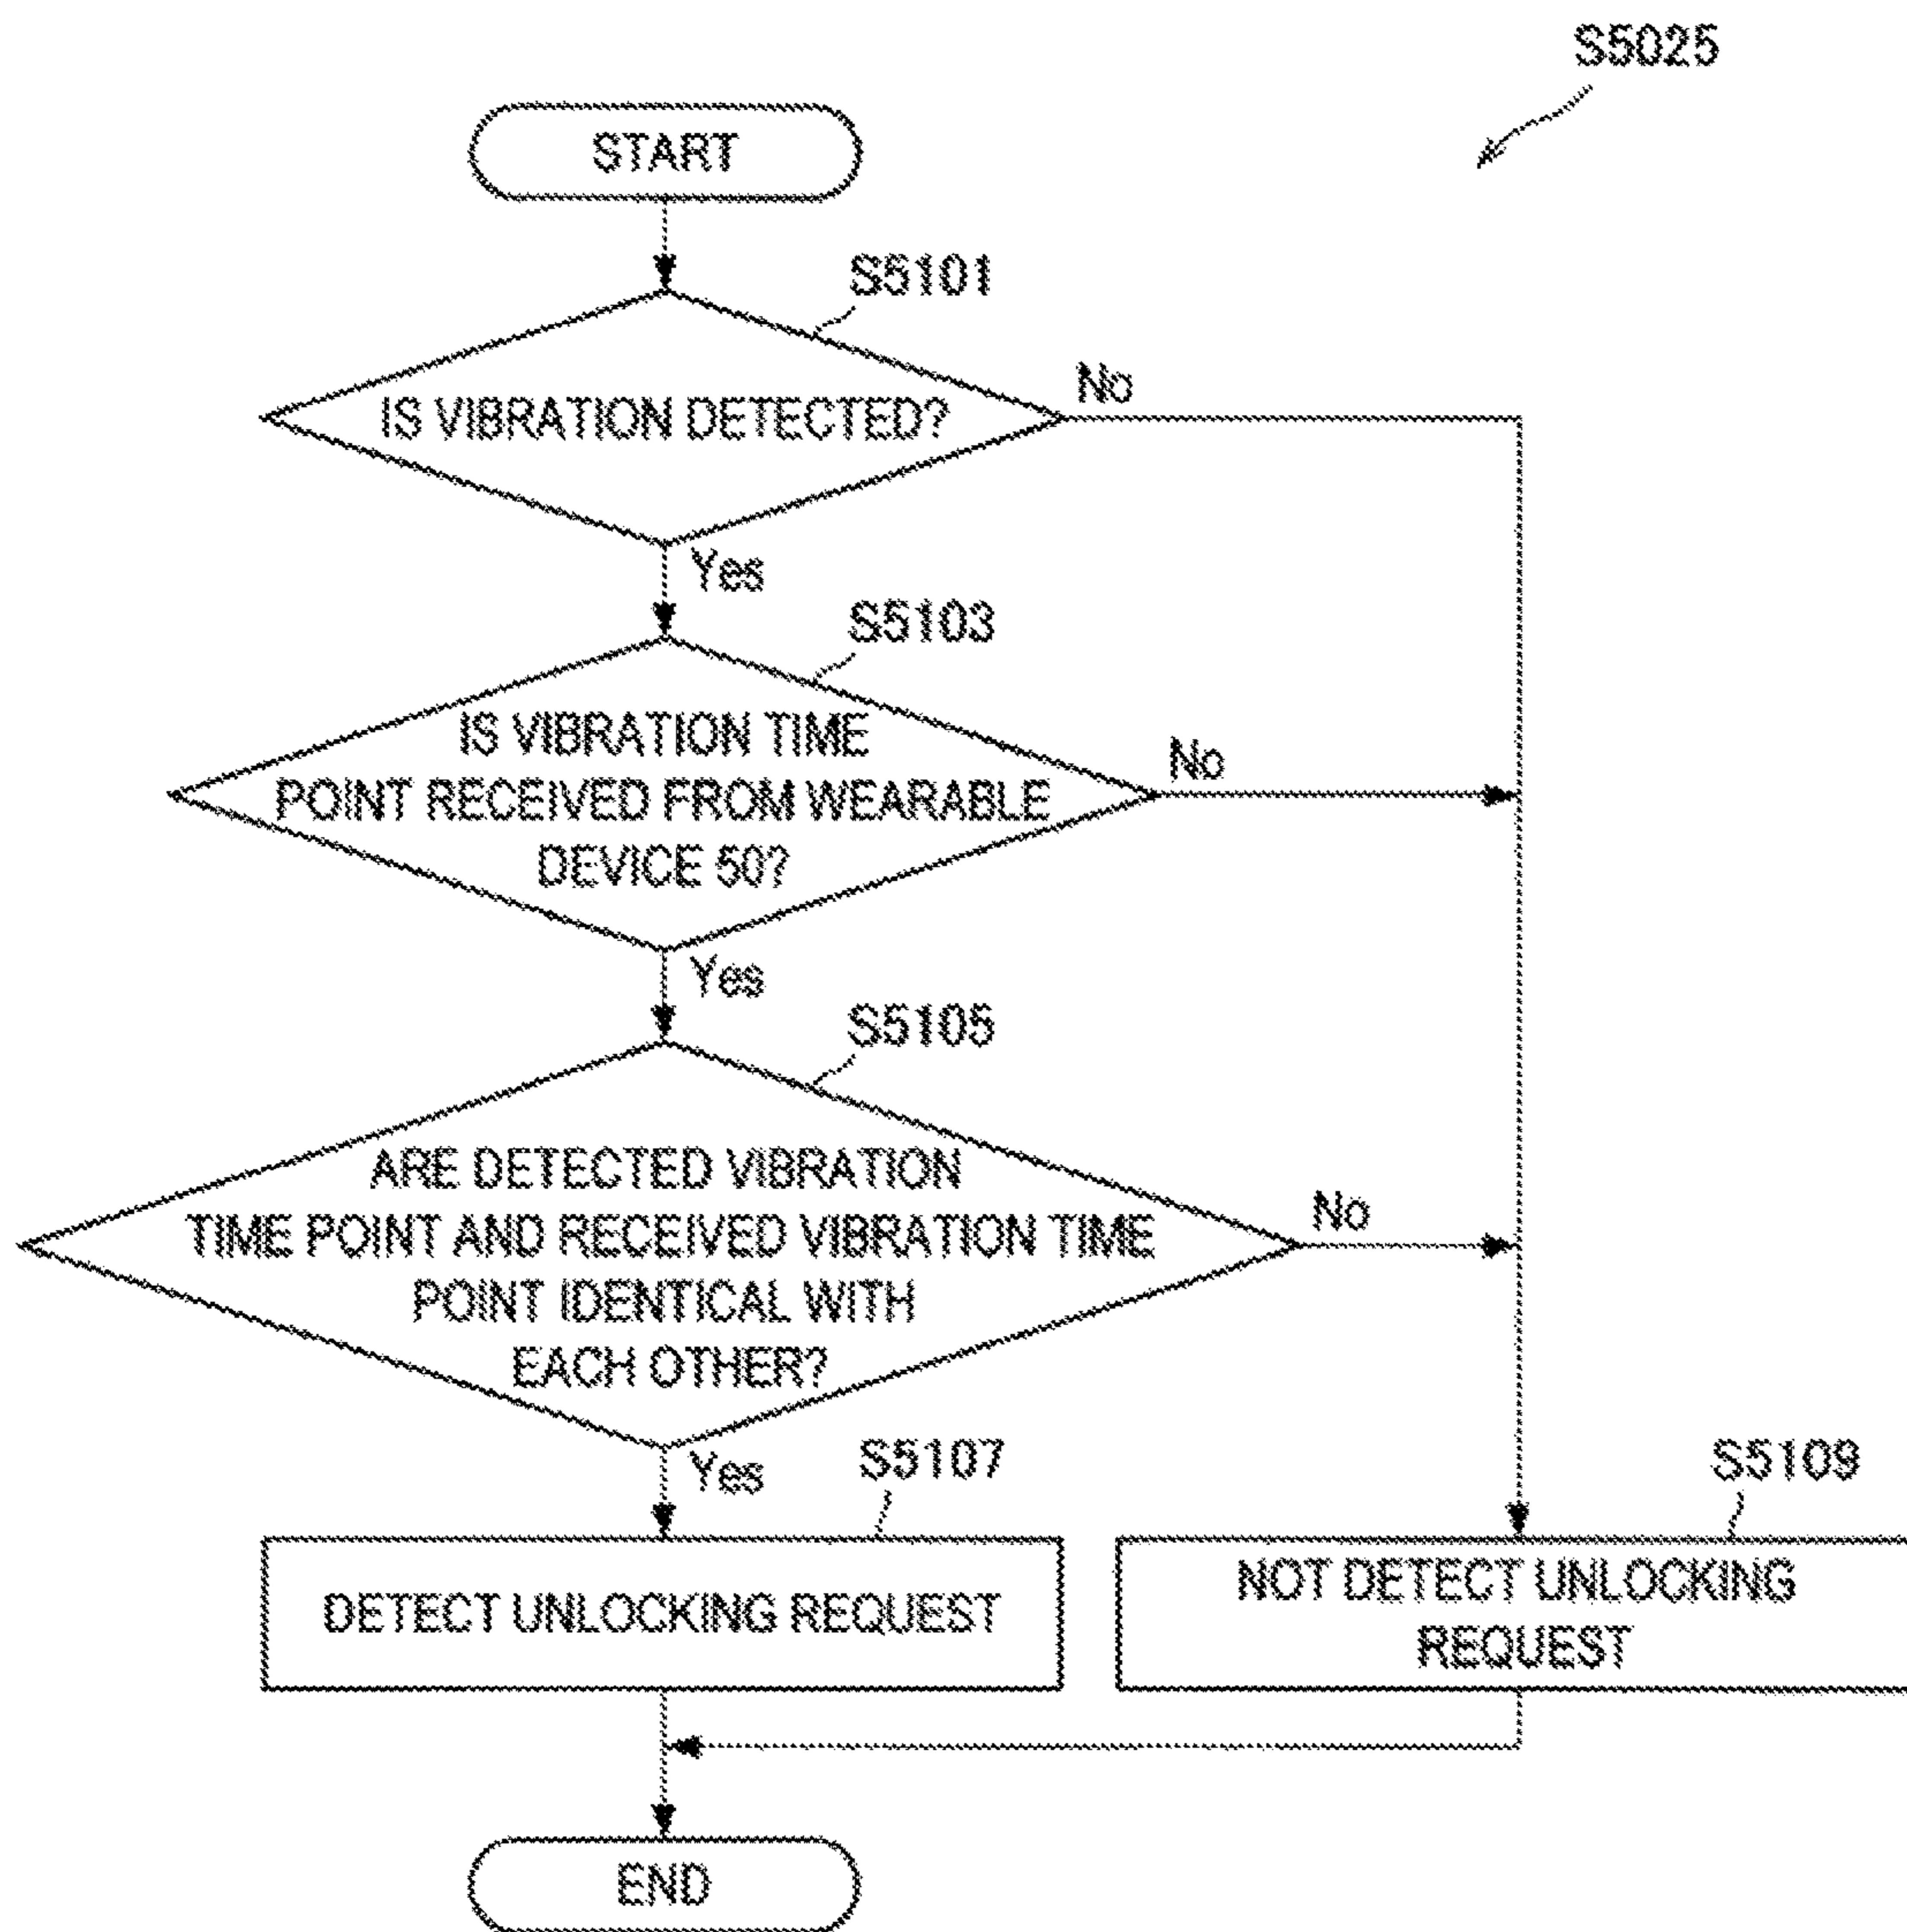 S5025
START
S5101
IS VIBRATION DETECTED?
No
Yes
S5103
IS VIBRATION TIME
POINT RECEIVED FROM WEARABLE
DEVICE 50?
No
Yes
S5105
ARE DETECTED VIBRATION
TIME POINT AND RECEIVED VIBRATION TIME
POINT IDENTICAL WITH
EACH OTHER?
No
Yes
S5107
DETECT UNLOCKING REQUEST
S5109
NOT DETECT UNLOCKING
REQUEST
END